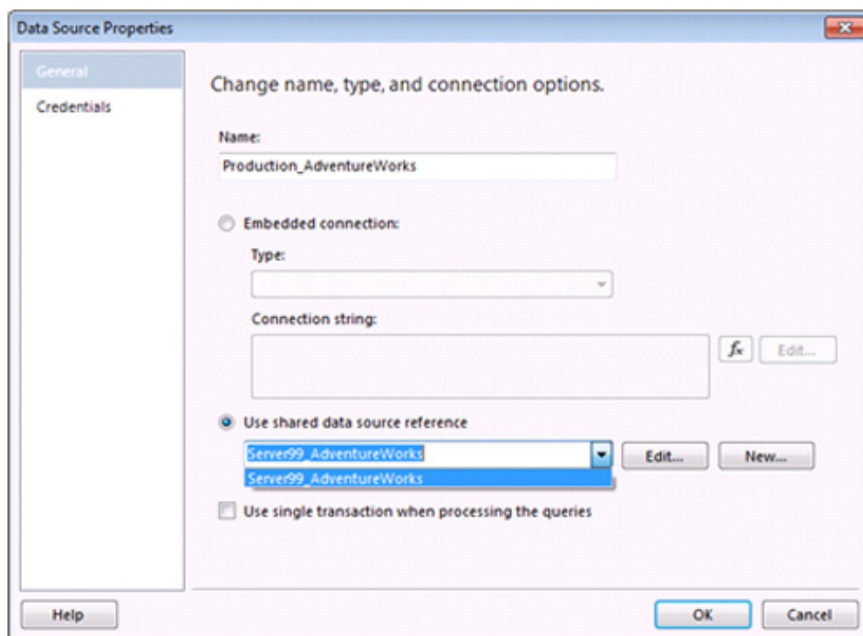 Data Source Properties
General
Credentials
Change name, type, and connection options.
Name:
Production_AdventureWorks
Embedded connection:
Type:
Connection string:
fx Edit...
Use shared data source reference
Server99_AdventureWorks Edit... New...
Server99_AdventureWorks
Use single transaction when processing the queries
Help OK Cancel